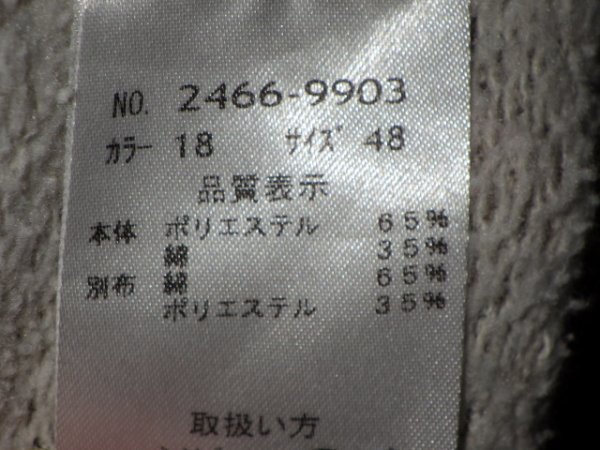 NO. 2466-9903
カラー 18 サイズ 48
品質表示
本体 ポリエステル 65%
綿 35%
別布 綿 65%
ポリエステル 35%
取扱い方